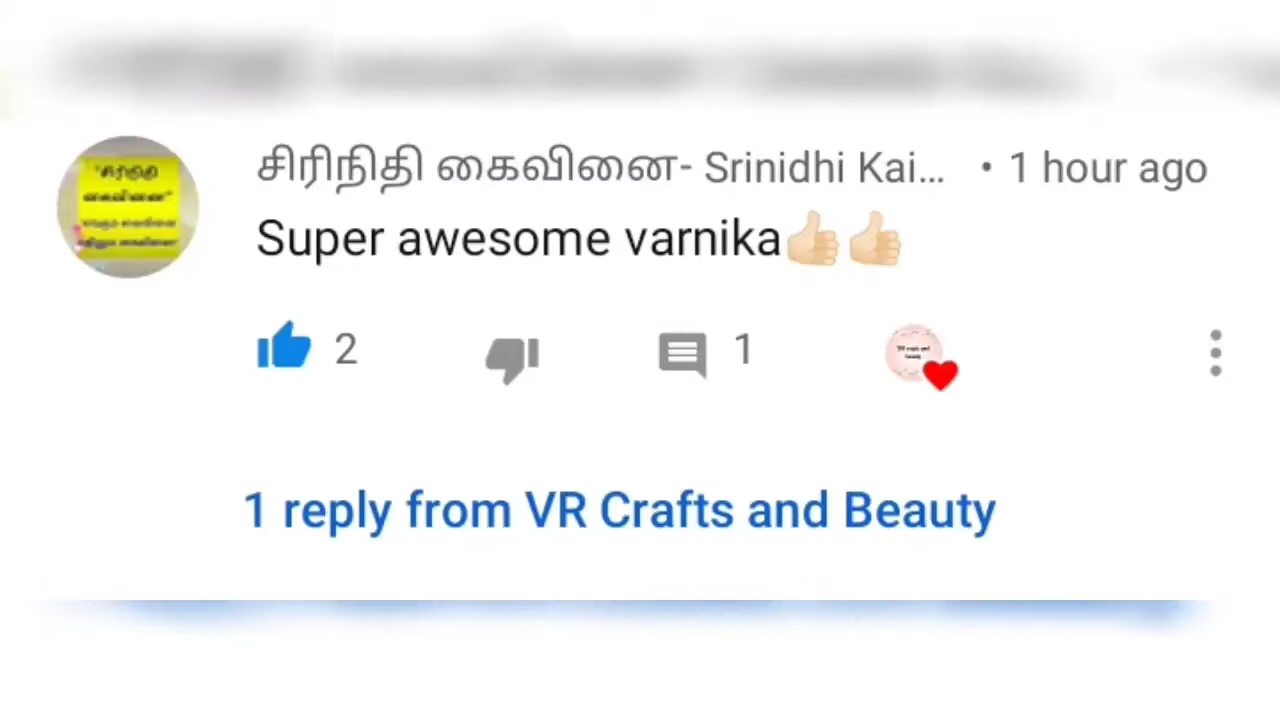 சிரிநிதி கைவினை- Srinidhi Kai... • 1 hour ago
Super awesome varnika👍🏻👍🏻
2 1
1 reply from VR Crafts and Beauty